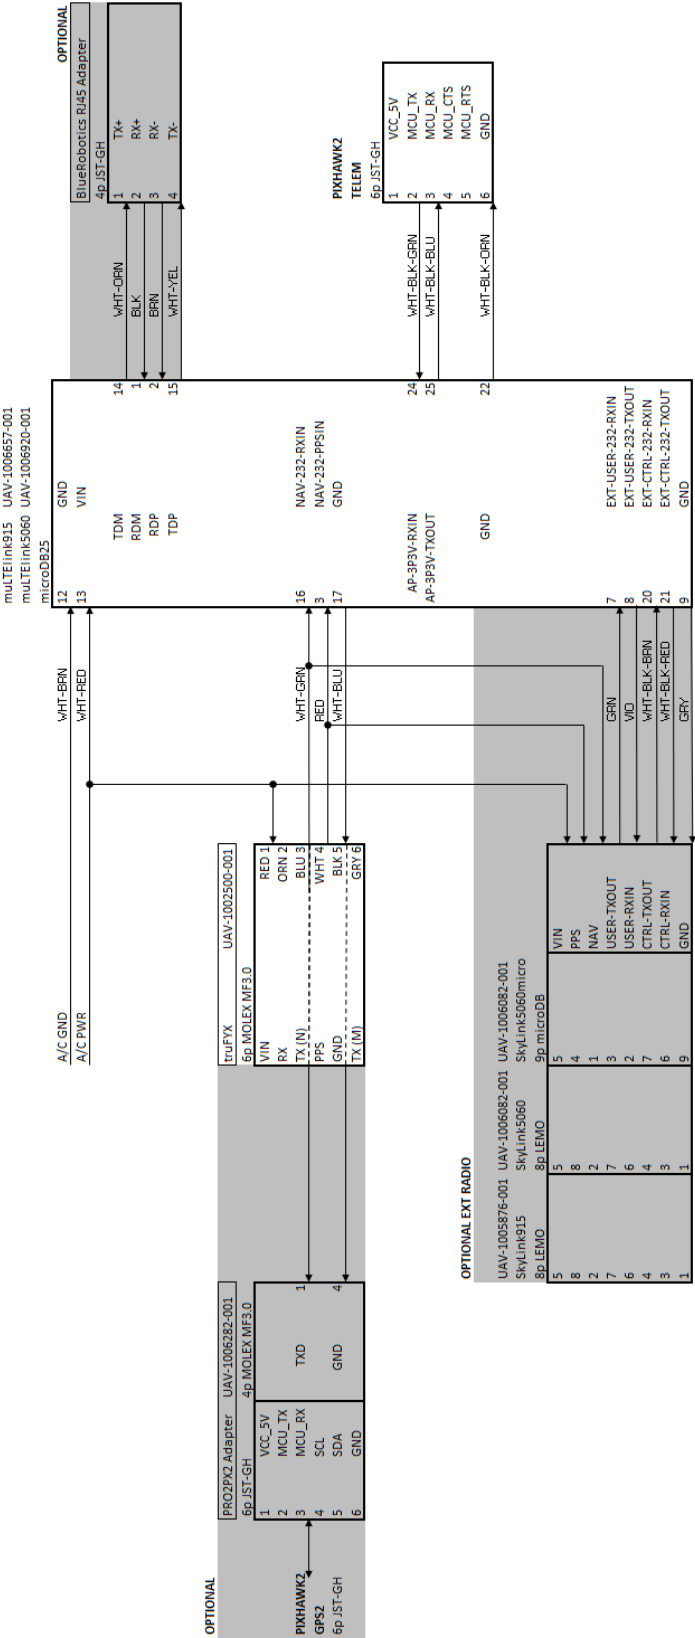 OPTIONAL
BlueRobotics RJ45 Adapter
4p JST-GH
1 TX+
2 RX+
3 RX-
4 TX-
WHT-ORN
BLK
BRN
WHT-YEL
PIXHAWK2
TELEM
6p JST-GH
1 VCC_5V
2 MCU_TX
3 MCU_RX
4 MCU_CTS
5 MCU_RTS
6 GND
WHT-BLK-GRN
WHT-BLK-BLU
WHT-BLK-ORN
muLTElink915 UAV-1006657-001
muLTElink5060 UAV-1006920-001
microDB25
12 GND
13 VIN
TDM 14
RDM 1
RDP 2
TDP 15
16 NAV-232-RXIN
3 NAV-232-PPSIN
17 GND
AP-3P3V-RXIN 24
AP-3P3V-TXOUT 25
GND 22
7 EXT-USER-232-RXIN
8 EXT-USER-232-TXOUT
20 EXT-CTRL-232-RXIN
21 EXT-CTRL-232-TXOUT
9 GND
WHT-BRN
WHT-RED
WHT-GRN
RED
WHT-BLU
GRN
VIO
WHT-BLK-BRN
WHT-BLK-RED
GRY
A/C GND
A/C PWR
truFYX UAV-1002500-001
6p MOLEX MF3.0
VIN RED 1
RX ORN 2
TX (N) BLU 3
PPS WHT 4
GND BLK 5
TX (M) GRY 6
OPTIONAL EXT RADIO
UAV-1005876-001 UAV-1006082-001 UAV-1006082-001
SkyLink915 SkyLink5060 SkyLink5060micro
8p LEMO 8p LEMO 9p microDB
5 5 5 VIN
8 8 4 PPS
2 2 1 NAV
7 7 3 USER-TXOUT
6 6 2 USER-RXIN
4 4 7 CTRL-TXOUT
3 3 6 CTRL-RXIN
1 1 9 GND
OPTIONAL
PRO2PX2 Adapter UAV-1006282-001
6p JST-GH 4p MOLEX MF3.0
1 VCC_5V
2 MCU_TX
3 MCU_RX TXD 1
4 SCL
5 SDA GND 4
6 GND
PIXHAWK2
GPS2
6p JST-GH